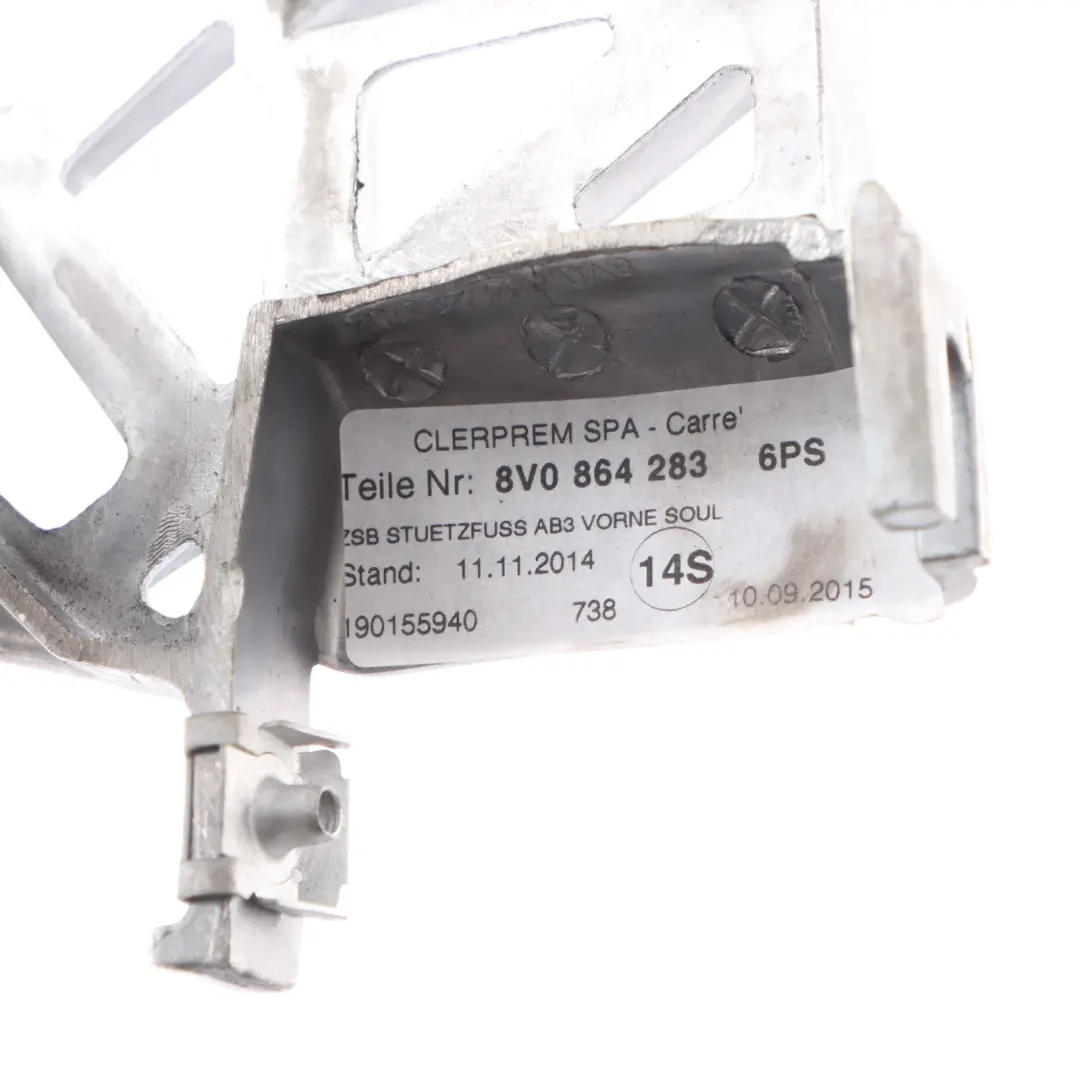 8VA
CLERPREM SPA - Carre'
Teile Nr: 8V0 864 283 6PS
ZSB STUETZFUSS AB3 VORNE SOUL
Stand: 11.11.2014 14S
190155940 738 10.09.2015